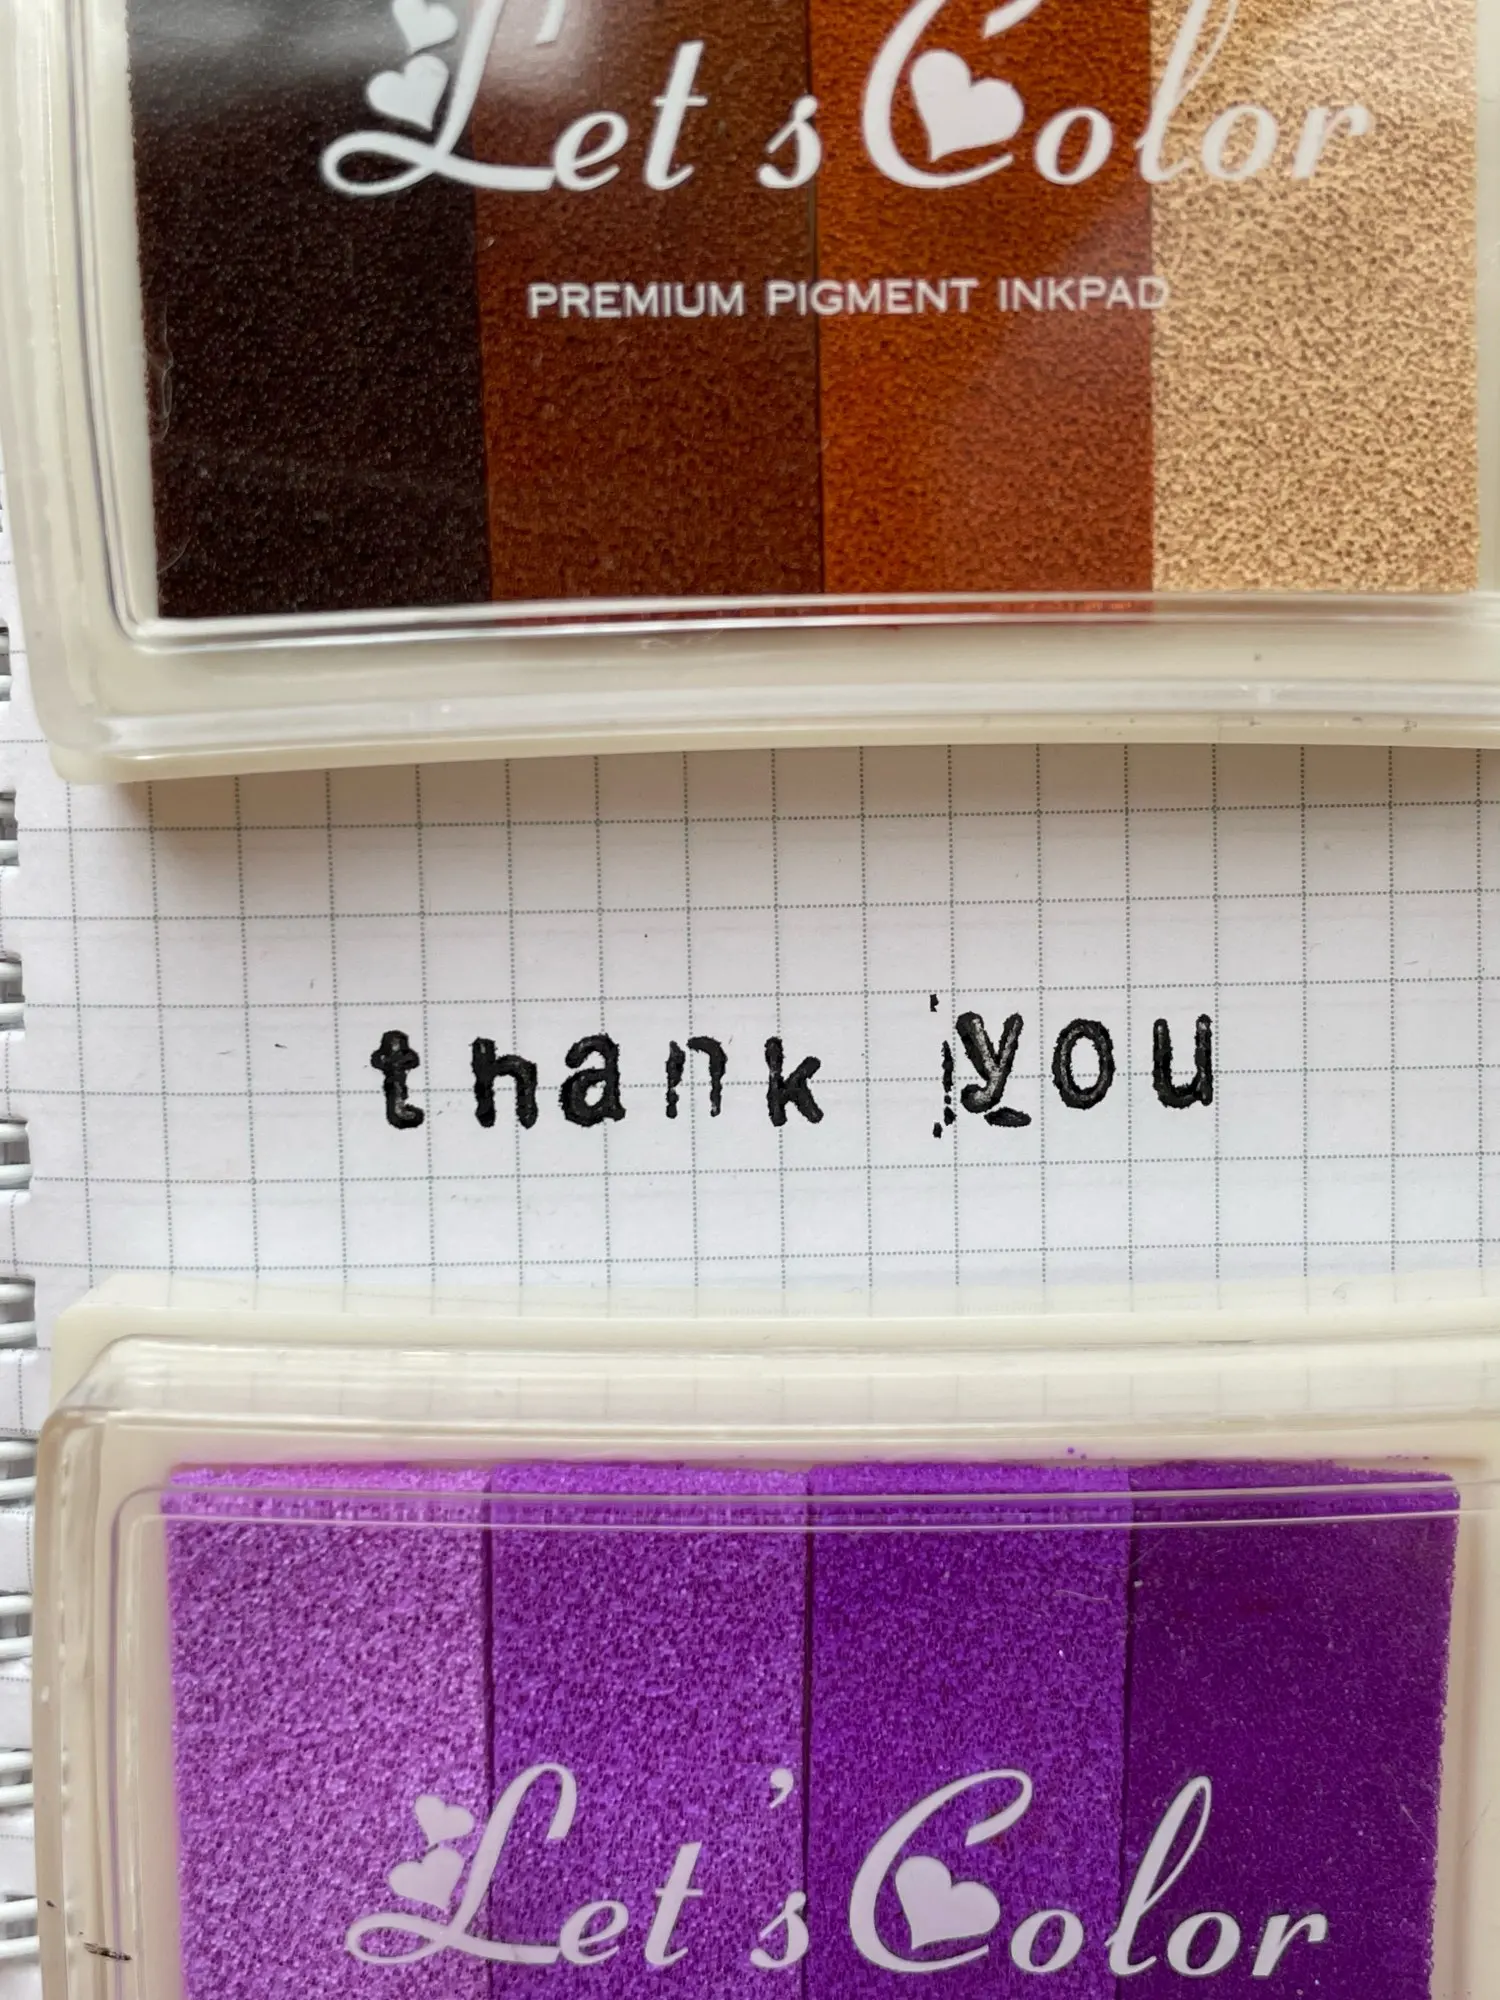 Let's Color
PREMIUM PIGMENT INKPAD
thank you
Let's Color